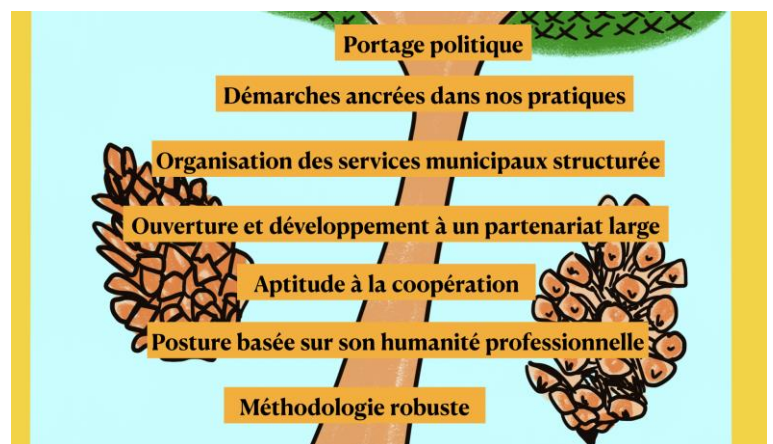 Portage politique
Démarches ancrées dans nos pratiques
Organisation des services municipaux structurée
Ouverture et développement à un partenariat large
Aptitude à la coopération
Posture basée sur son humanité professionnelle
Méthodologie robuste